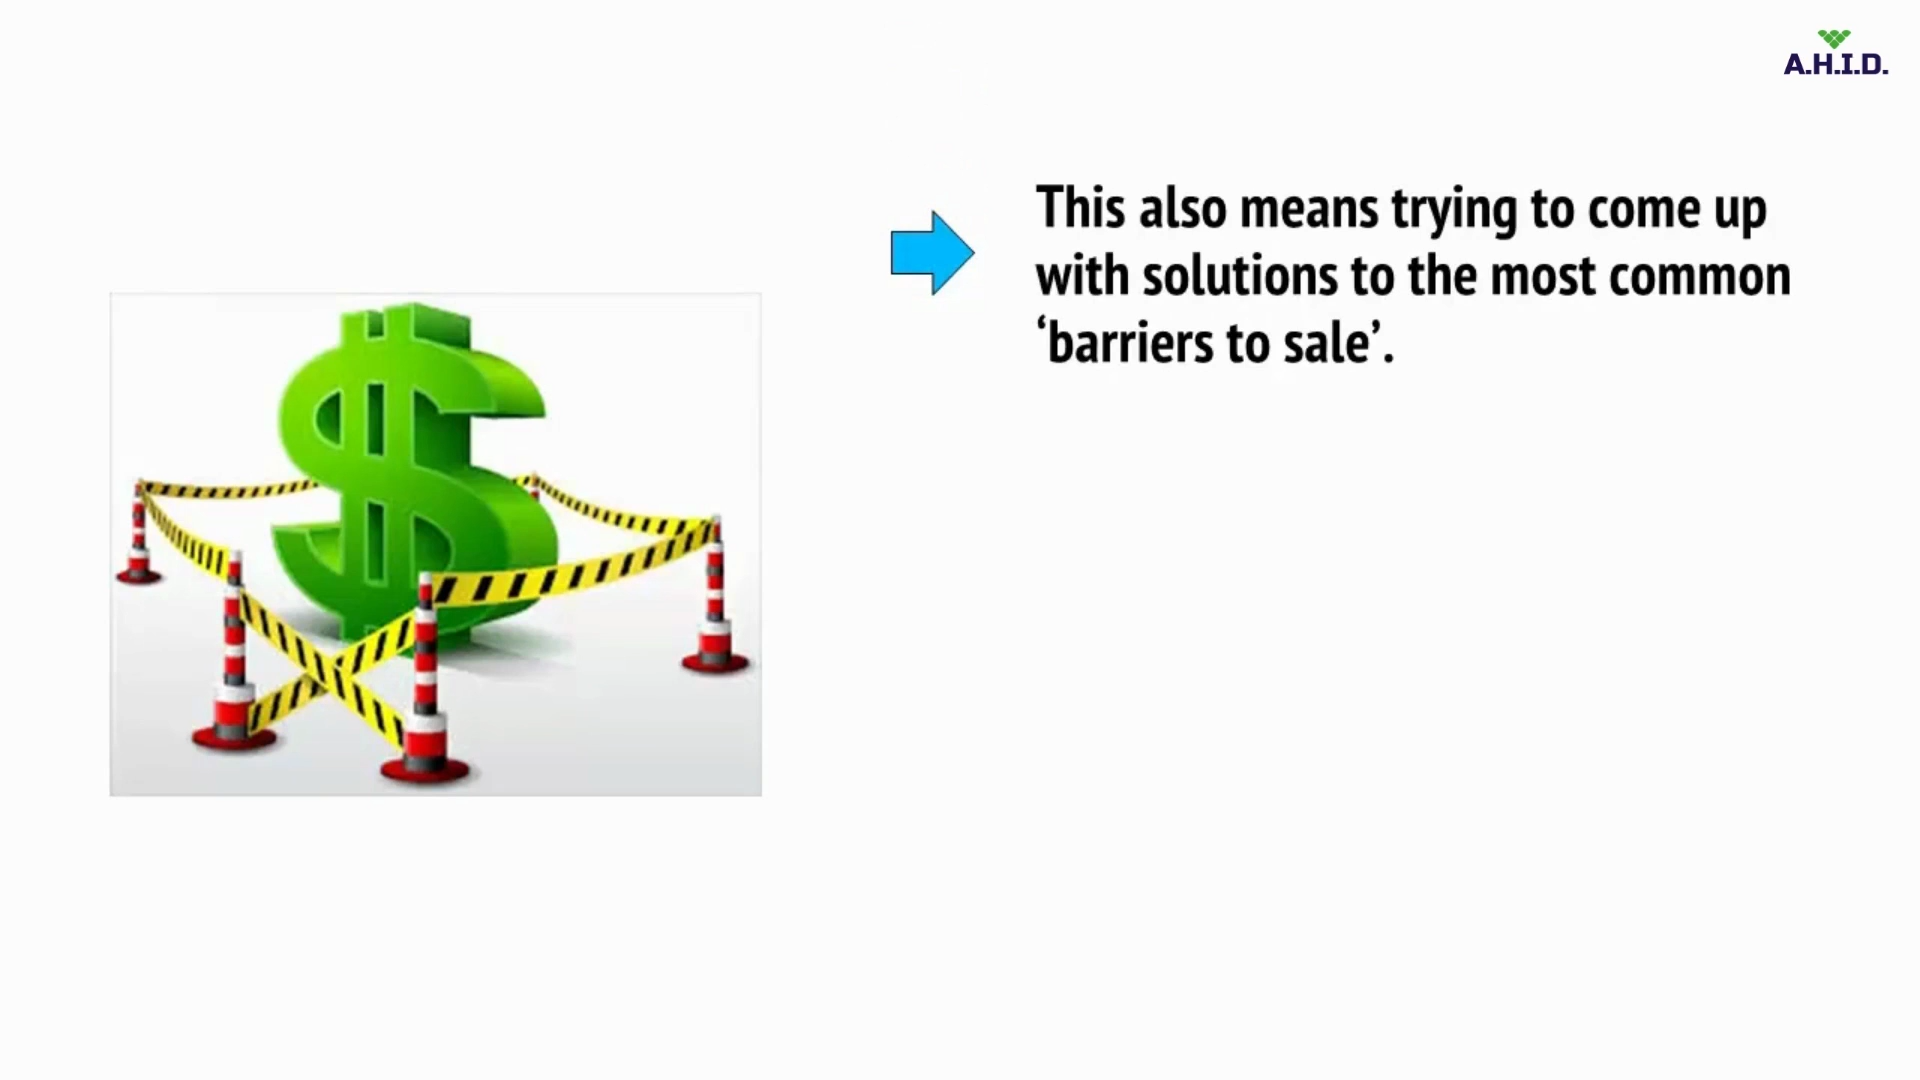 A.H.I.D.
This also means trying to come up
with solutions to the most common
‘barriers to sale’.